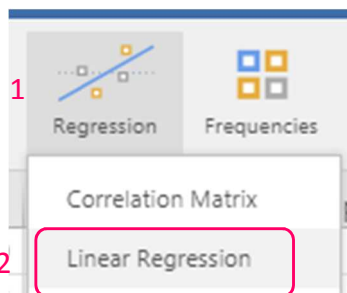 1
Regression Frequencies
Correlation Matrix
2 Linear Regression